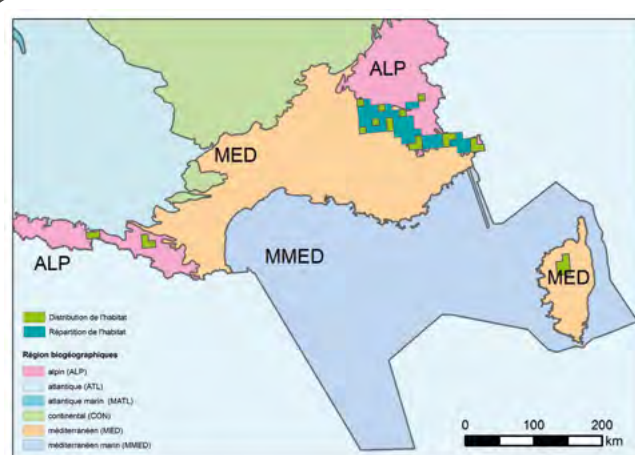 ALP
MED
MMED
ALP
MED
Distribution de l'habitat
Répartition de l'habitat
Région biogéographiques
alpin (ALP)
atlantique (ATL)
atlantique marin (MATL)
continental (CON)
méditerranéen (MED)
méditerranéen marin (MMED)
0 100 200
km